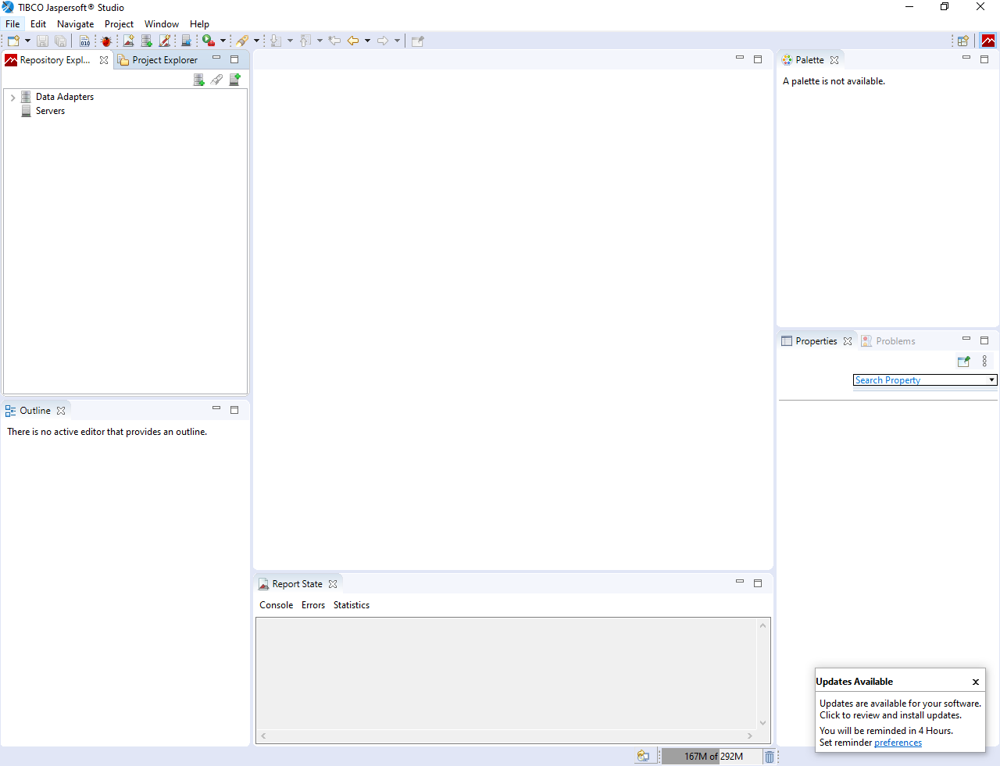 TIBCO Jaspersoft® Studio
File Edit Navigate Project Window Help
010
Repository Expl...
Project Explorer
Data Adapters
Servers
Outline
There is no active editor that provides an outline.
Report State
Console Errors Statistics
Palette
A palette is not available.
Properties
Problems
Search Property
Updates Available
x
Updates are available for your software.
Click to review and install updates.
You will be reminded in 4 Hours.
Set reminder preferences
167M of 292M